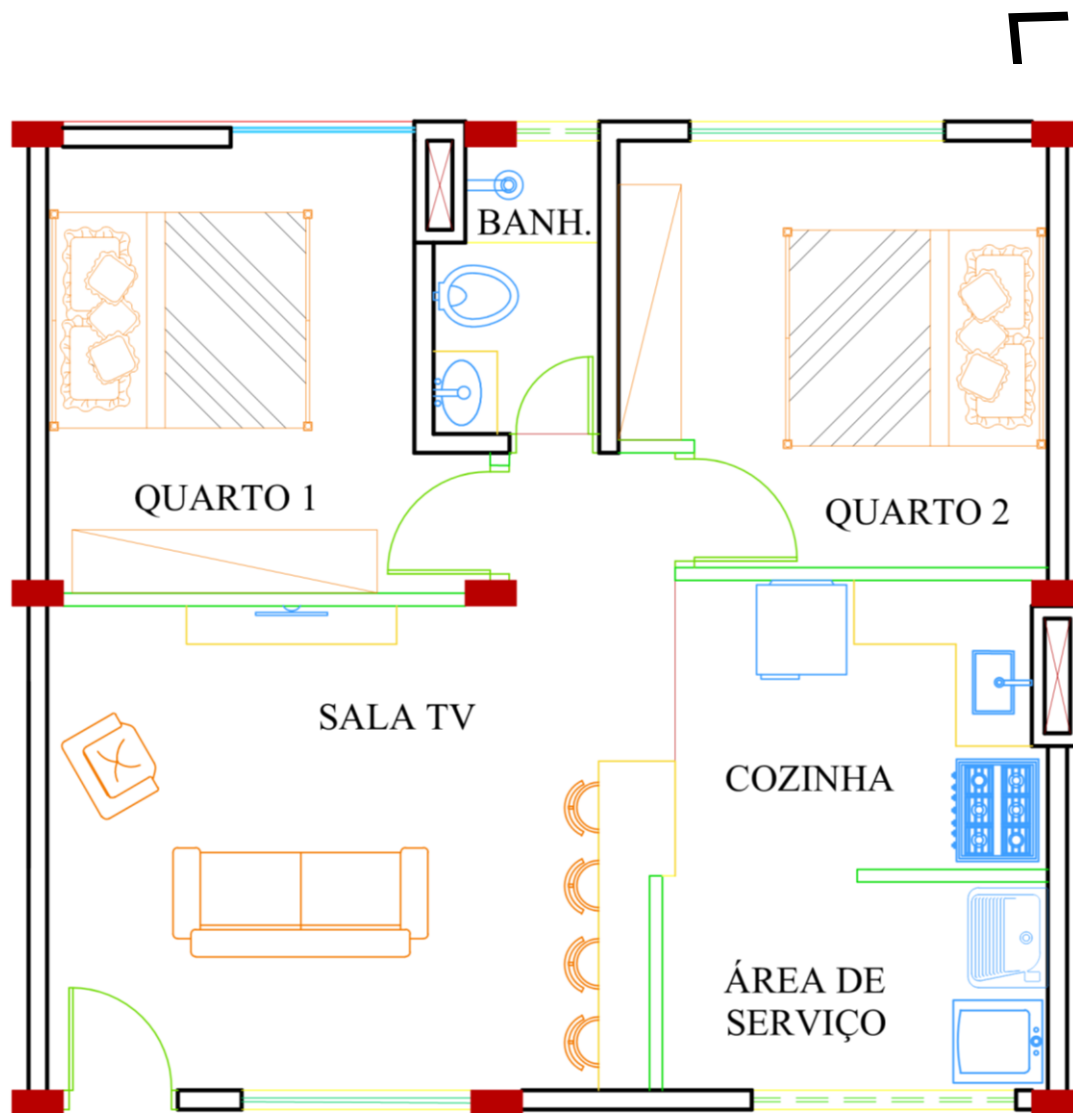 BANH.
QUARTO 1
QUARTO 2
SALA TV
COZINHA
ÁREA DE
SERVIÇO